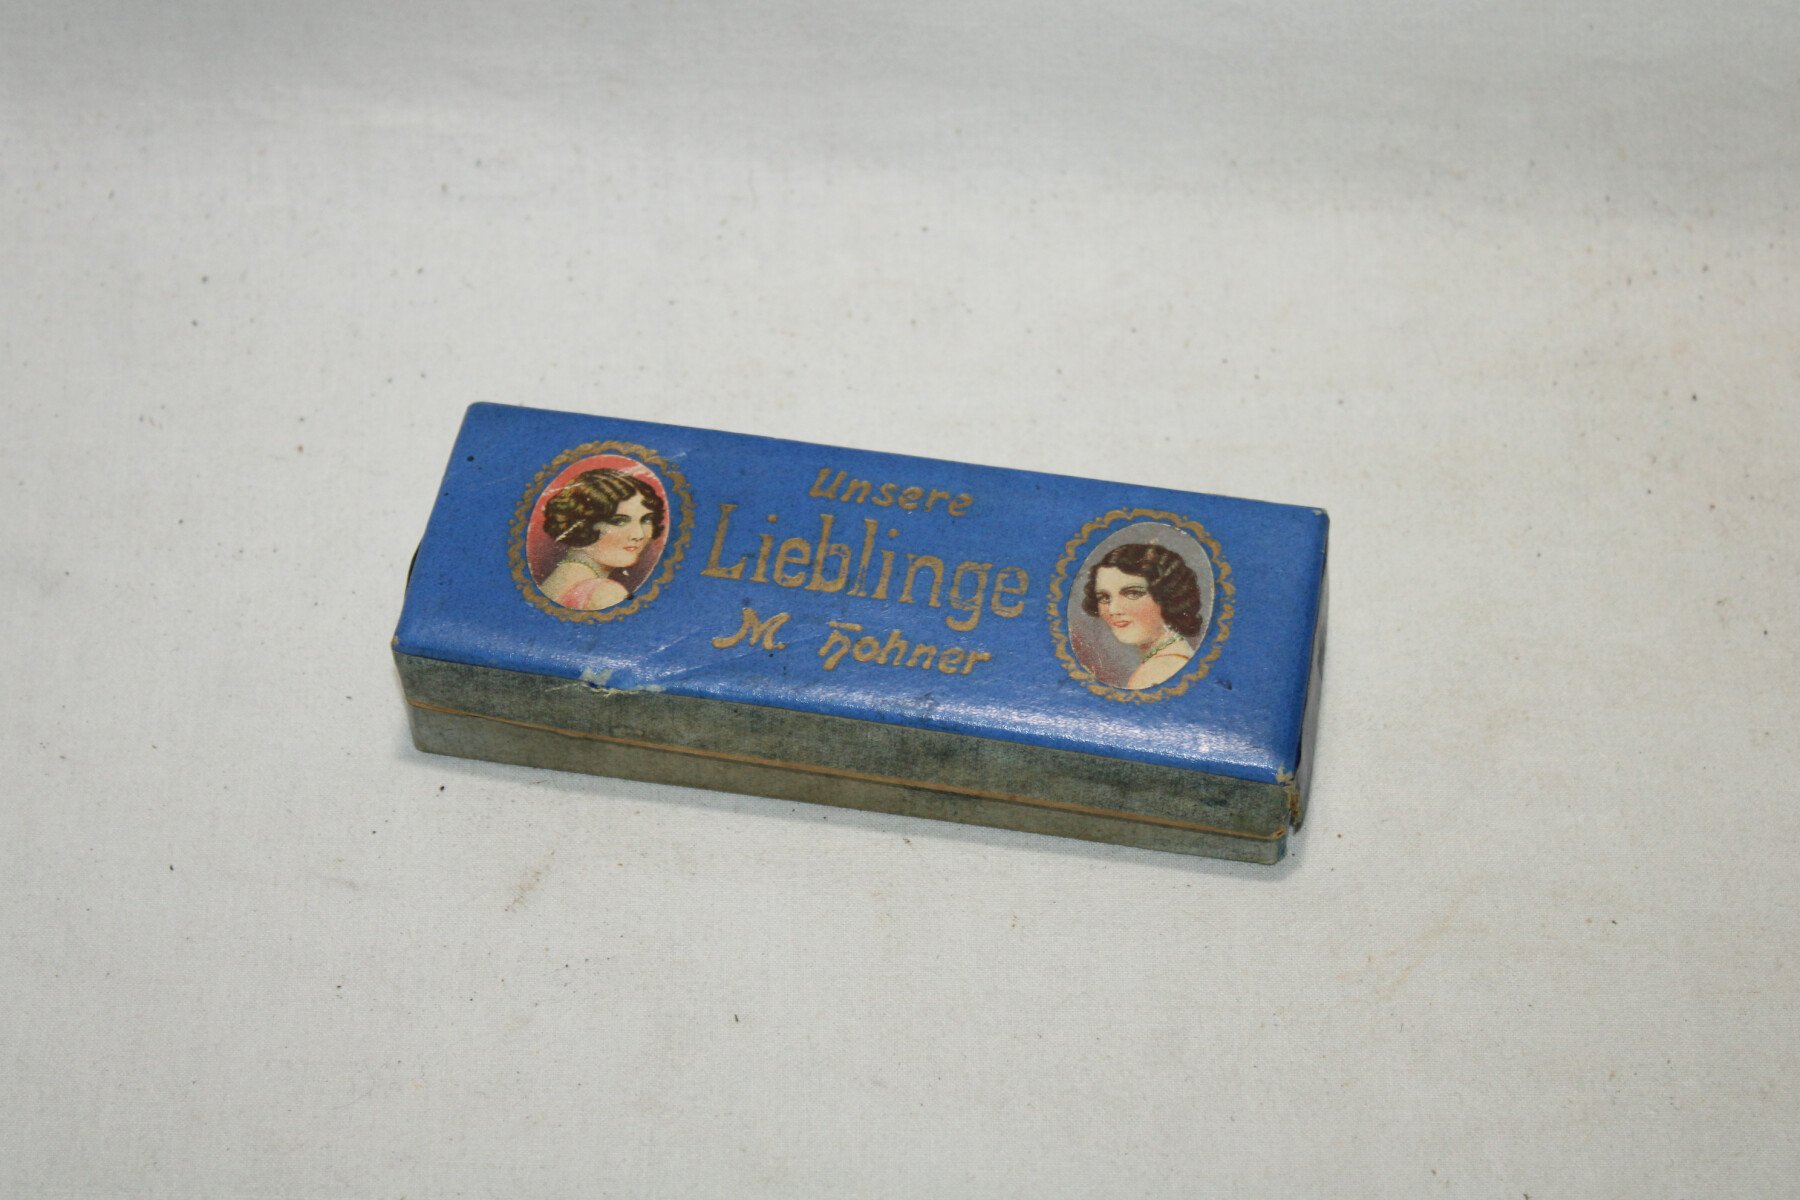 Unsere
Lieblinge
M. Hohner